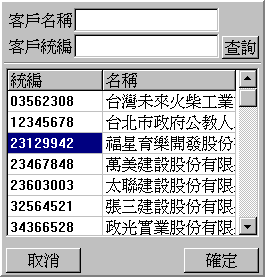 客戶名稱
客戶統編 查詢
統編 名稱
03562308 台灣未來火柴工業
12345678 台北市政府公教人
23129942 福星育樂開發股份
23467848 萬美建設股份有限
23603003 太聯建設股份有限
32564521 張三建設股份有限
34366528 政光實業股份有限
取消 確定